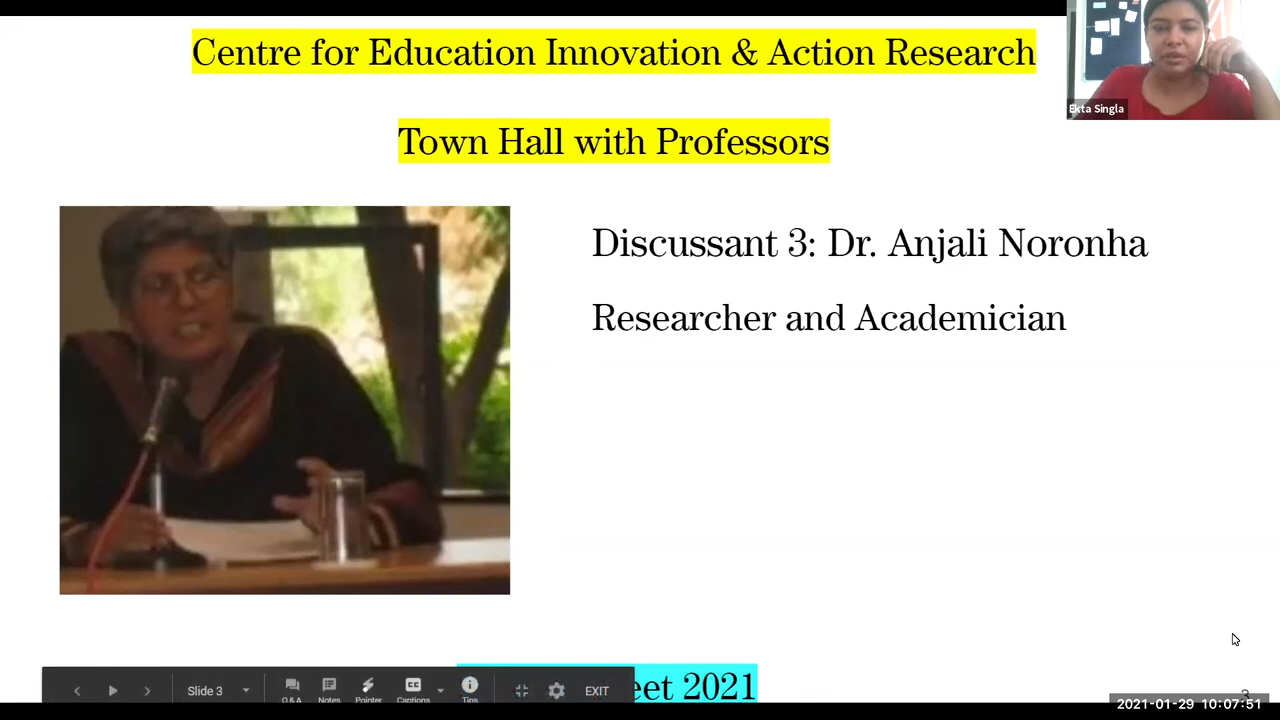 Centre for Education Innovation & Action Research
Ekta Singla
Town Hall with Professors
Discussant 3: Dr. Anjali Noronha
Researcher and Academician
eet 2021
Slide 3
Q & A
Notes
Pointer
Captions
Tips
EXIT
3
2021-01-29 10:07:51